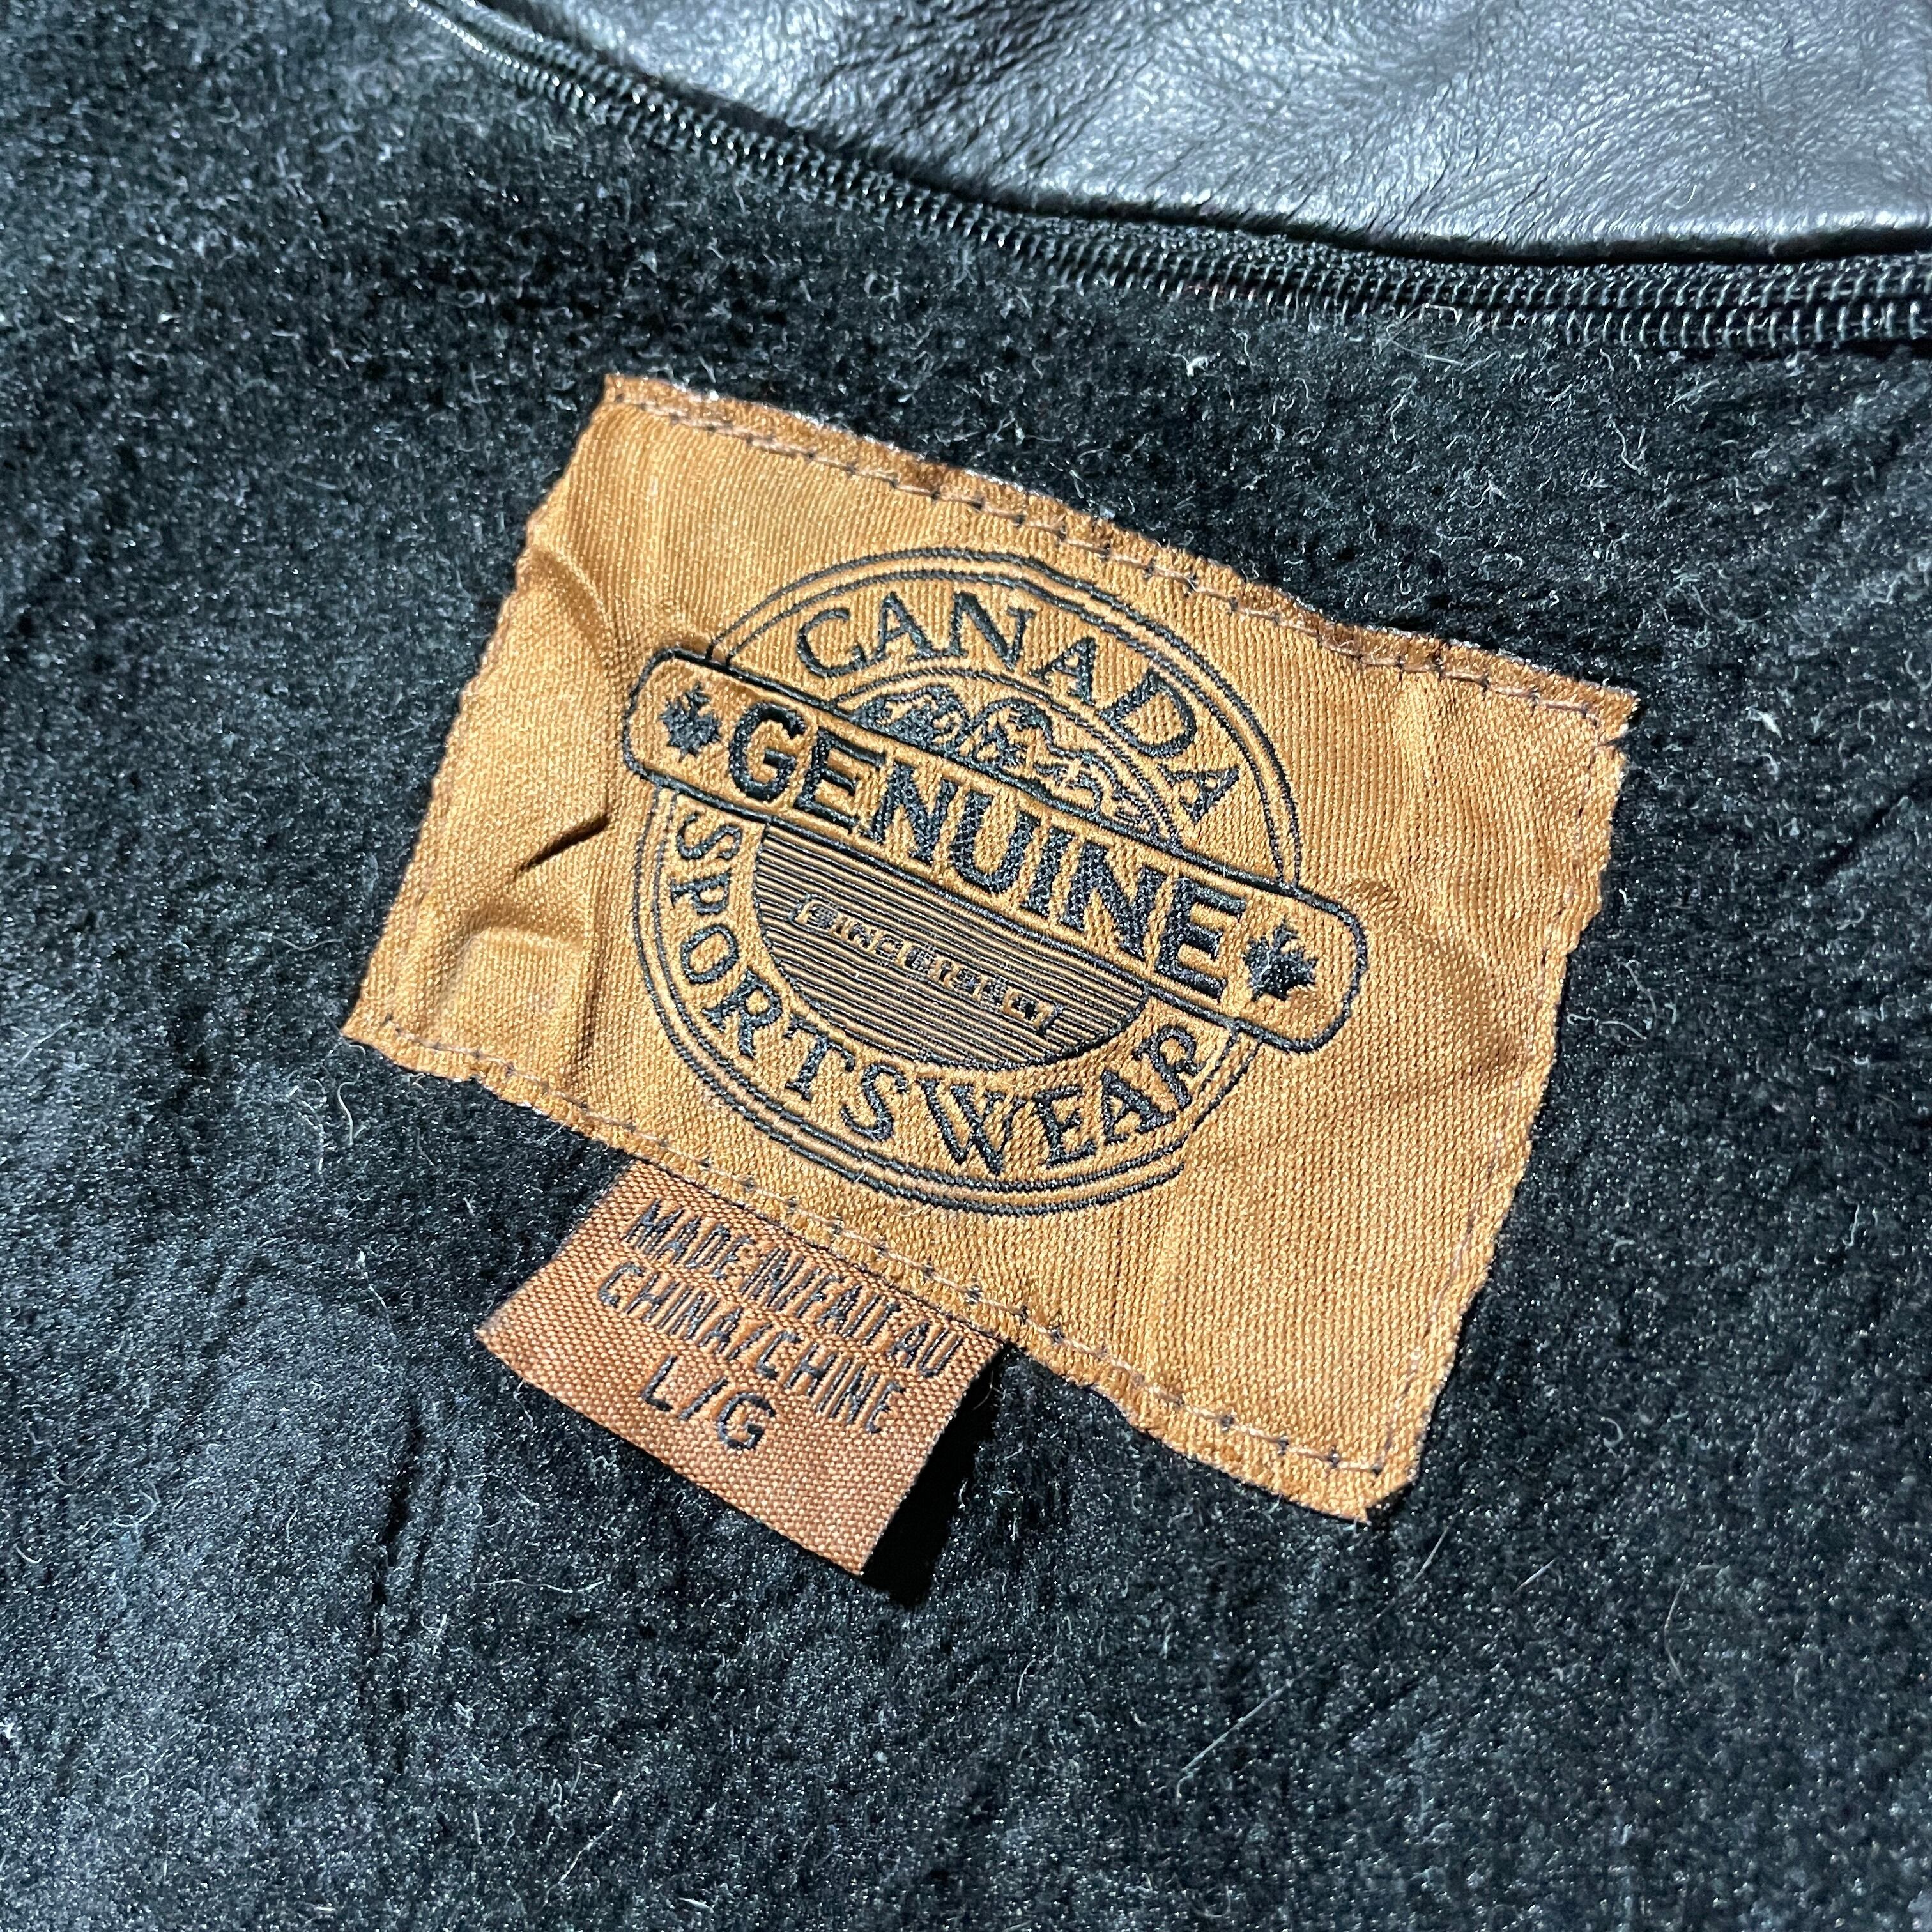 CANADA
GENUINE
SPORTSWEAR
MADE IN/FAIT AU
CHINA/CHINE
L/G